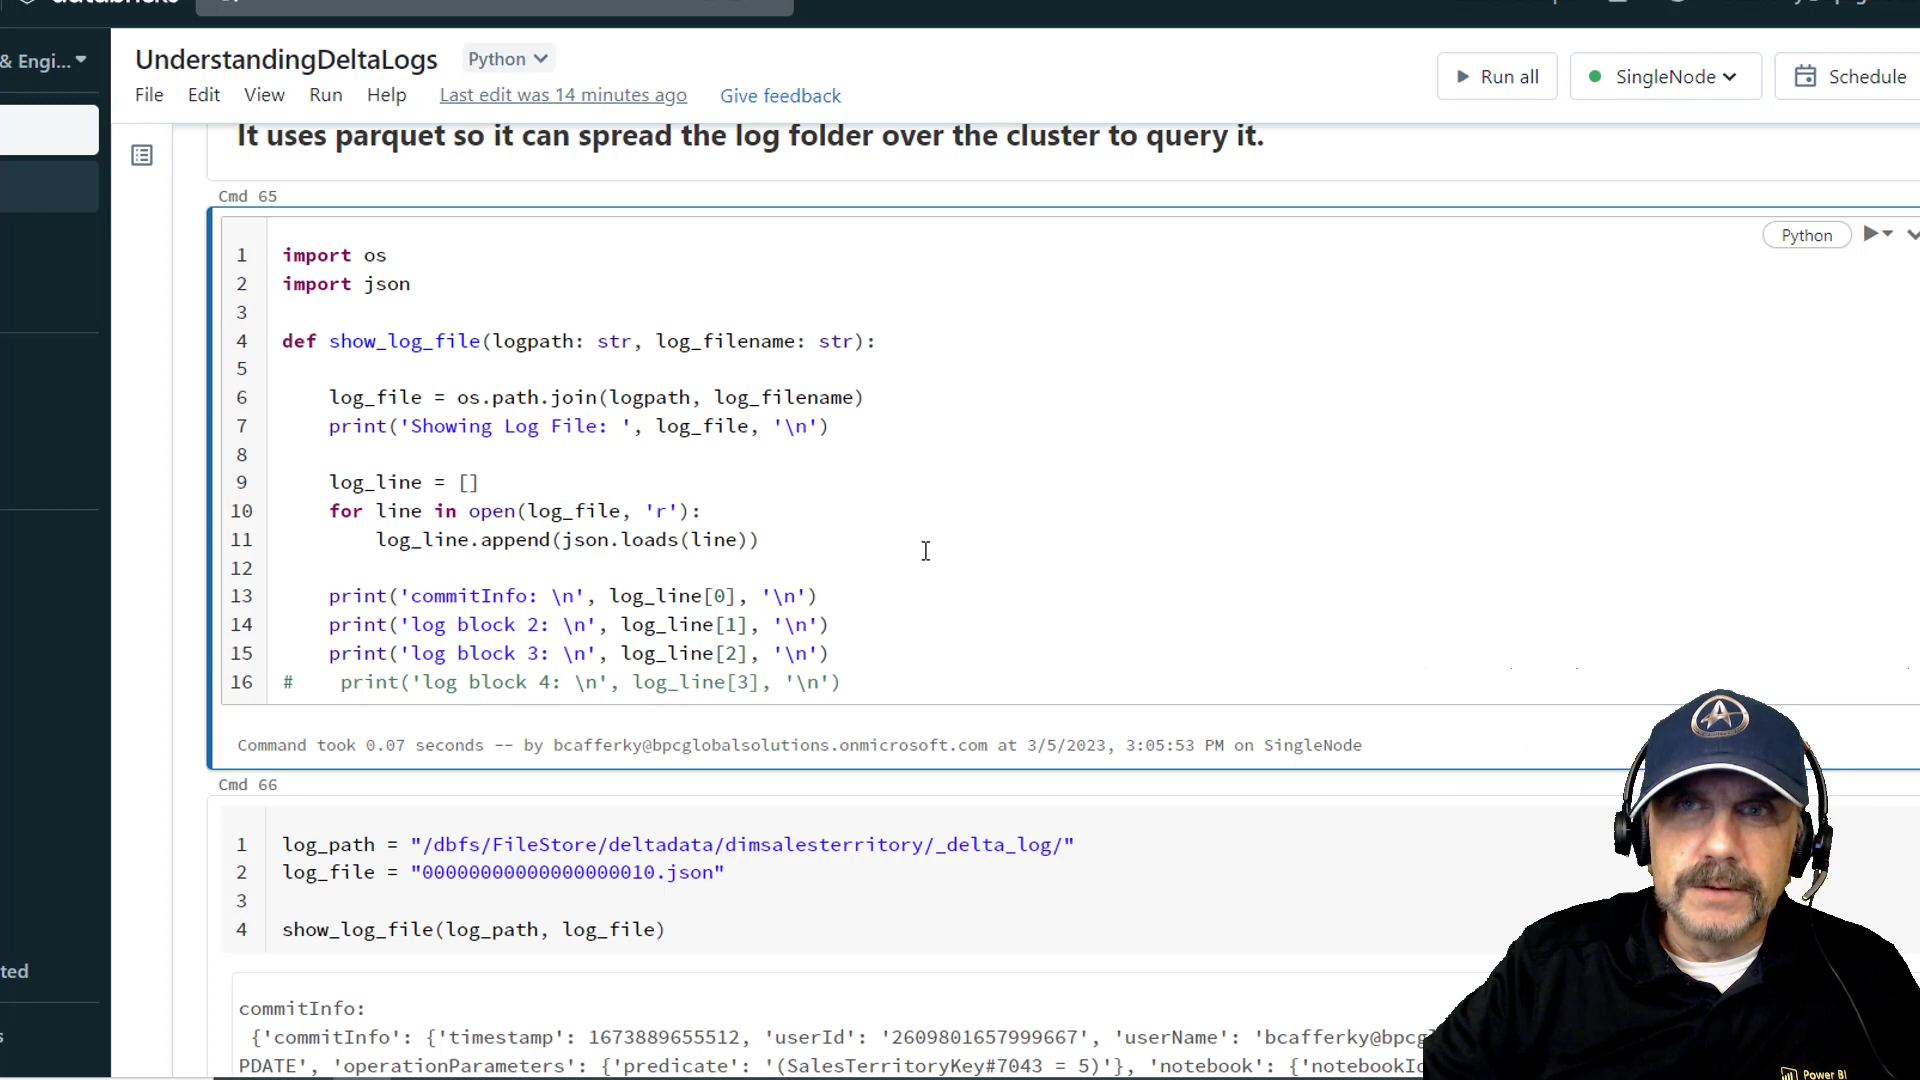 & Engi...
UnderstandingDeltaLogs
Python
Run all
SingleNode
Schedule
File
Edit
View
Run
Help
Last edit was 14 minutes ago
Give feedback
It uses parquet so it can spread the log folder over the cluster to query it.
Cmd 65
Python
1 import os
2 import json
3
4 def show_log_file(logpath: str, log_filename: str):
5
6 log_file = os.path.join(logpath, log_filename)
7 print('Showing Log File: ', log_file, '\n')
8
9 log_line = []
10 for line in open(log_file, 'r'):
11 log_line.append(json.loads(line))
12
13 print('commitInfo: \n', log_line[0], '\n')
14 print('log block 2: \n', log_line[1], '\n')
15 print('log block 3: \n', log_line[2], '\n')
16 # print('log block 4: \n', log_line[3], '\n')
Command took 0.07 seconds -- by bcafferky@bpcglobalsolutions.onmicrosoft.com at 3/5/2023, 3:05:53 PM on SingleNode
Cmd 66
1 log_path = "/dbfs/FileStore/deltadata/dimsalesterritory/_delta_log/"
2 log_file = "00000000000000000010.json"
3
4 show_log_file(log_path, log_file)
ted
commitInfo:
{'commitInfo': {'timestamp': 1673889655512, 'userId': '2609801657999667', 'userName': 'bcafferky@bpcg
PDATE', 'operationParameters': {'predicate': '(SalesTerritoryKey#7043 = 5)'}, 'notebook': {'notebookI
Power BI